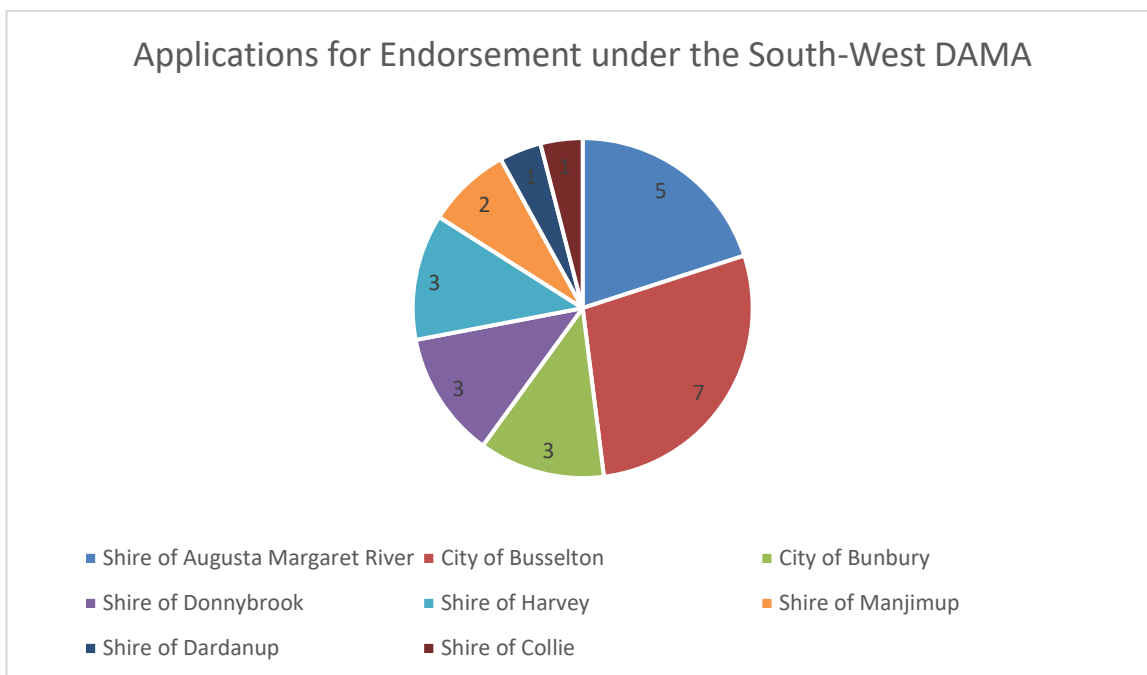 Applications for Endorsement under the South-West DAMA
1
1
5
2
3
7
3
3
Shire of Augusta Margaret River
City of Busselton
City of Bunbury
Shire of Donnybrook
Shire of Harvey
Shire of Manjimup
Shire of Dardanup
Shire of Collie